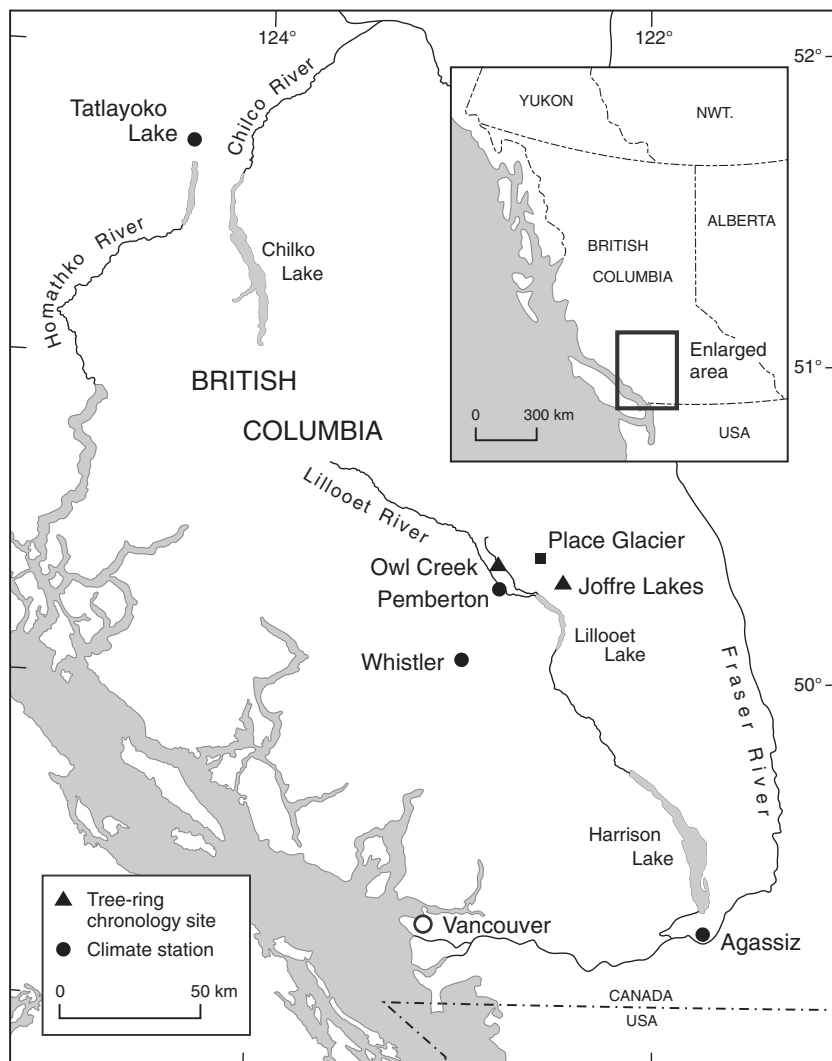 124°
122°
52°
Chilco River
Tatlayoko
Lake
YUKON
NWT.
ALBERTA
BRITISH
COLUMBIA
Homathko River
Chilko
Lake
Enlarged
area
51°
0 300 km
USA
BRITISH
COLUMBIA
Lillooet River
Place Glacier
Owl Creek
Joffre Lakes
Pemberton
Lillooet
Lake
Whistler
Fraser River
50°
Harrison
Lake
Tree-ring
chronology site
Climate station
0 50 km
Vancouver
Agassiz
CANADA
USA